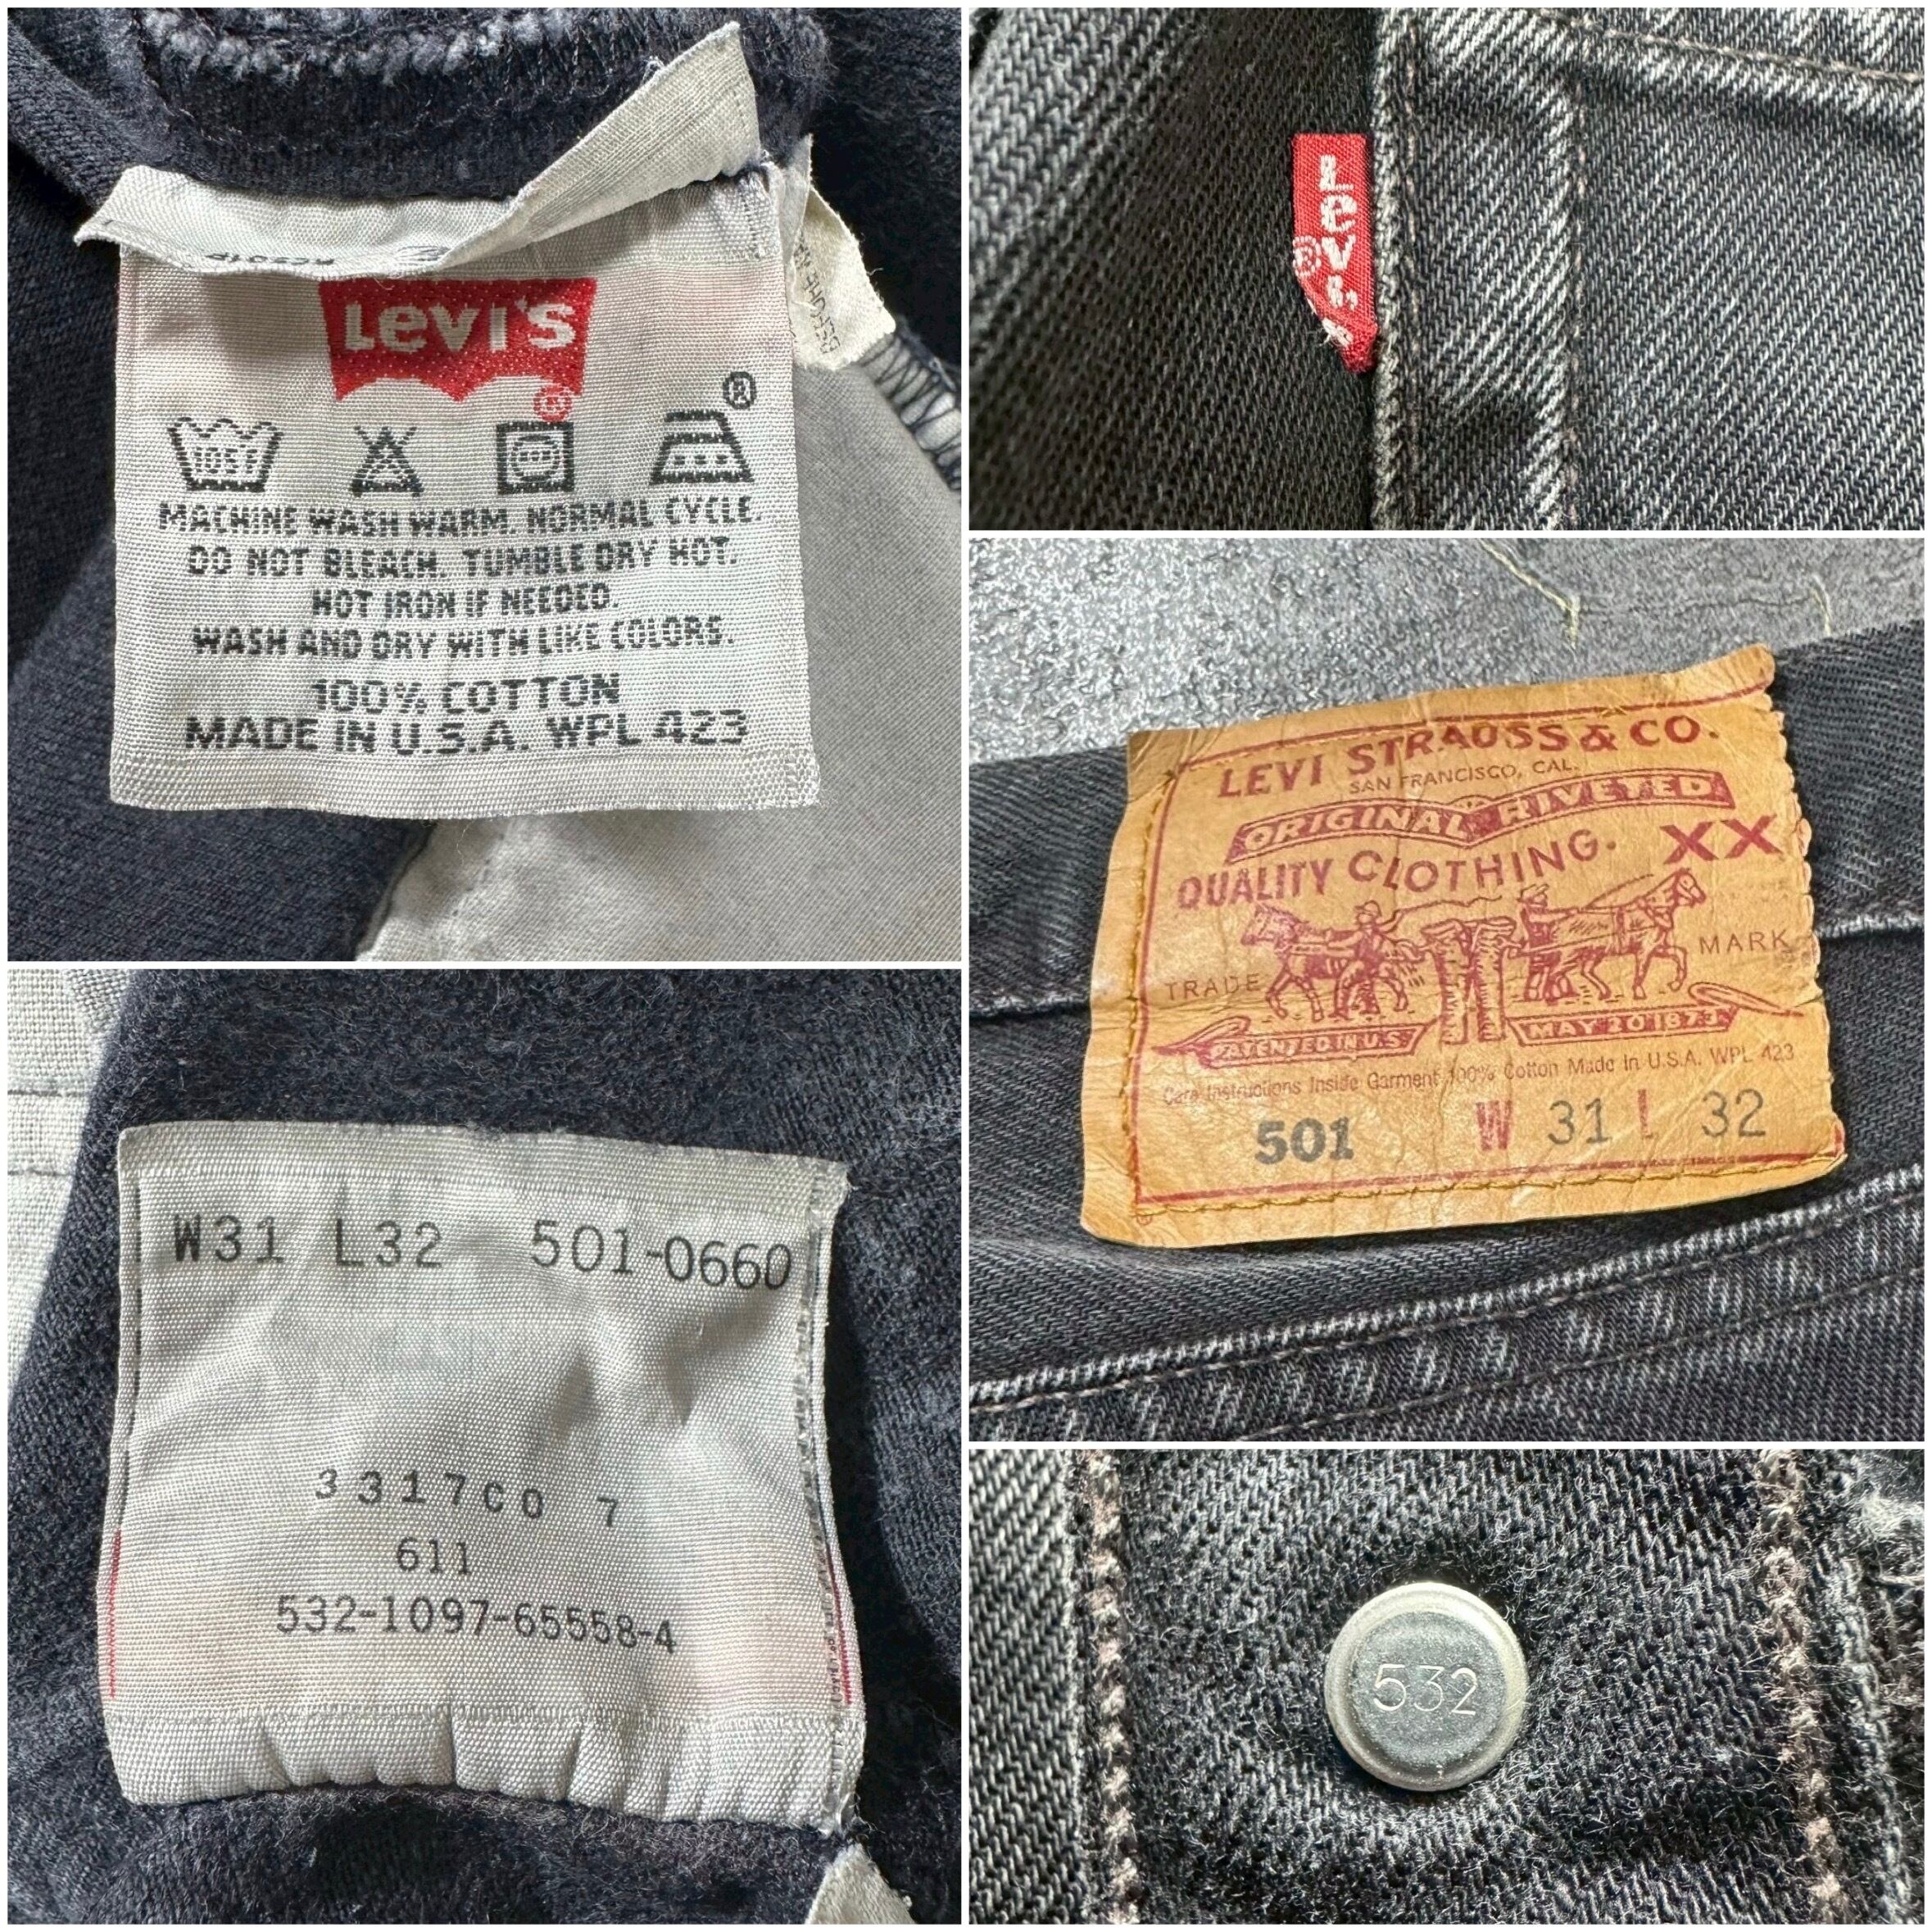 Levi's
®
®
105F
MACHINE WASH WARM. NORMAL CYCLE.
DO NOT BLEACH. TUMBLE DRY HOT.
HOT IRON IF NEEDED.
WASH AND DRY WITH LIKE COLORS.
100% COTTON
MADE IN U.S.A. WPL 423
Levi's
®
LEVI STRAUSS & CO.
SAN FRANCISCO, CAL.
ORIGINAL RIVETED
QUALITY CLOTHING. XX
TRADE MARK
PATENTED IN U.S. MAY 20 1873
Care Instructions Inside Garment 100% Cotton Made in U.S.A. WPL 423
501 W 31 L 32
®
W31 L32 501-0660
3317C0 7
611
532-1097-65558-4
532